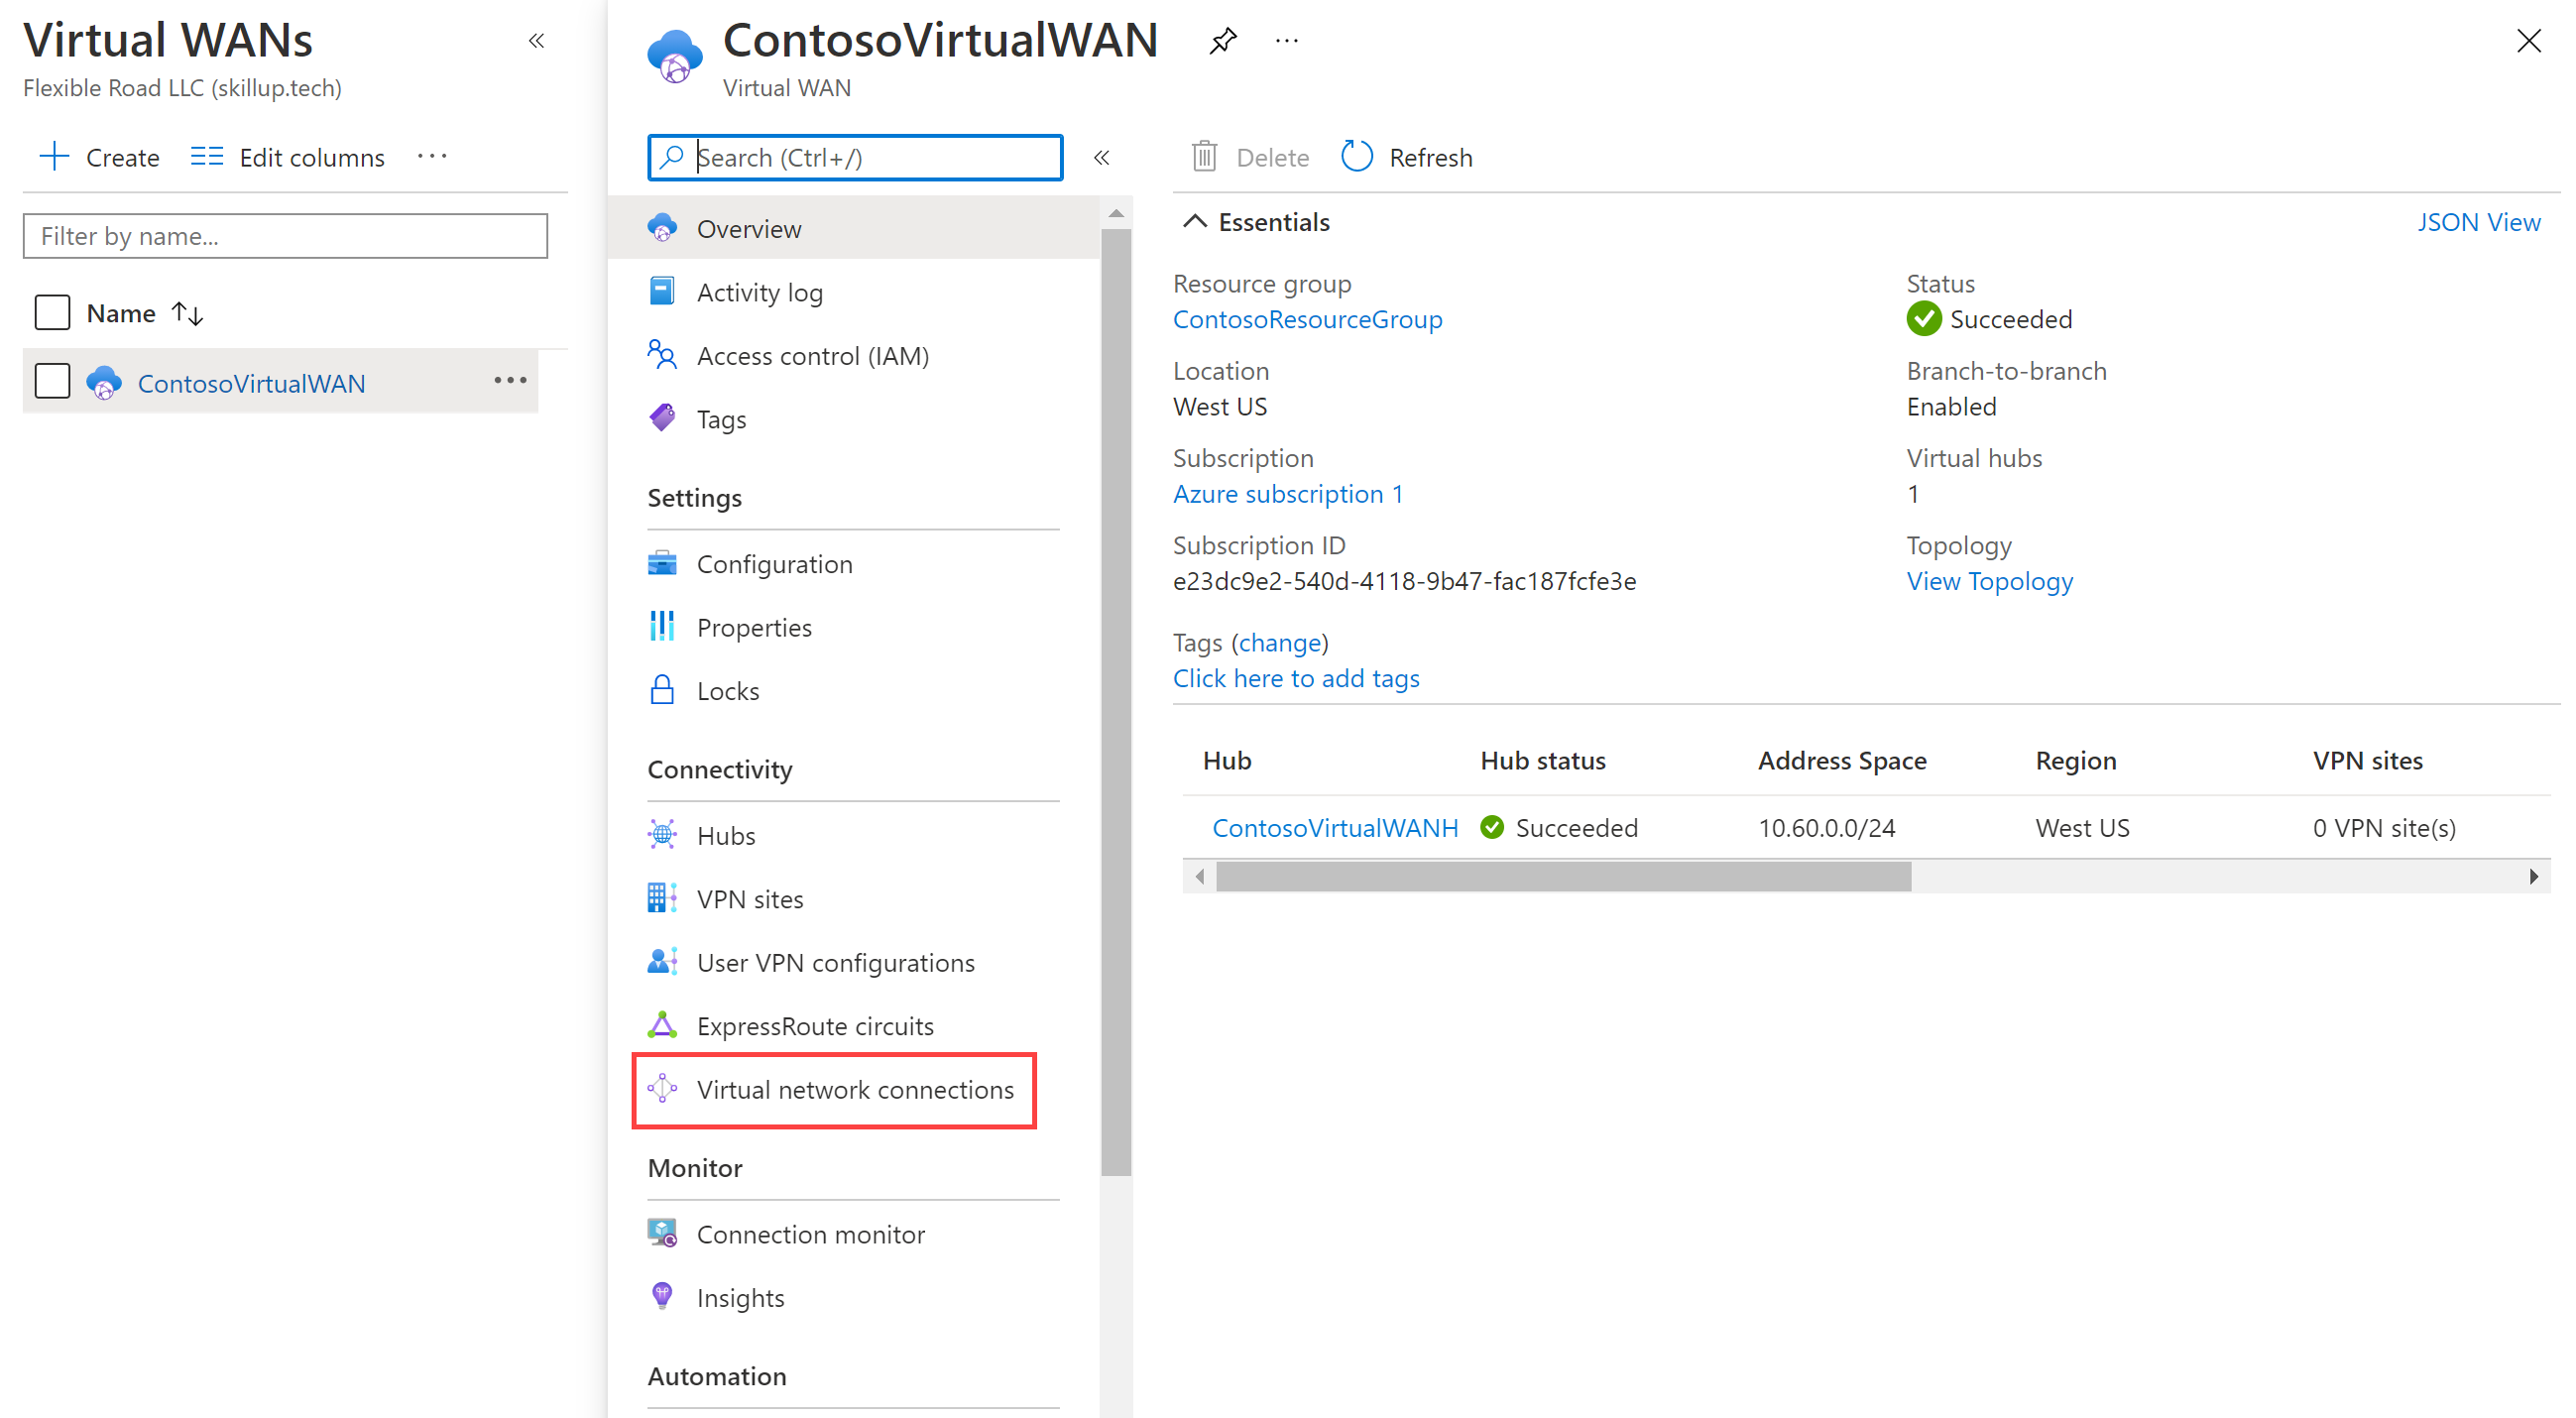 Virtual WANs
Flexible Road LLC (skillup.tech)
Create
Edit columns
Filter by name...
Name
ContosoVirtualWAN
ContosoVirtualWAN
Virtual WAN
Search (Ctrl+/)
Overview
Activity log
Access control (IAM)
Tags
Settings
Configuration
Properties
Locks
Connectivity
Hubs
VPN sites
User VPN configurations
ExpressRoute circuits
Virtual network connections
Monitor
Connection monitor
Insights
Automation
Delete
Refresh
Essentials
JSON View
Resource group
ContosoResourceGroup
Location
West US
Subscription
Azure subscription 1
Subscription ID
e23dc9e2-540d-4118-9b47-fac187fcfe3e
Status
Succeeded
Branch-to-branch
Enabled
Virtual hubs
1
Topology
View Topology
Tags (change)
Click here to add tags
Hub Hub status Address Space Region VPN sites
ContosoVirtualWANH Succeeded 10.60.0.0/24 West US 0 VPN site(s)